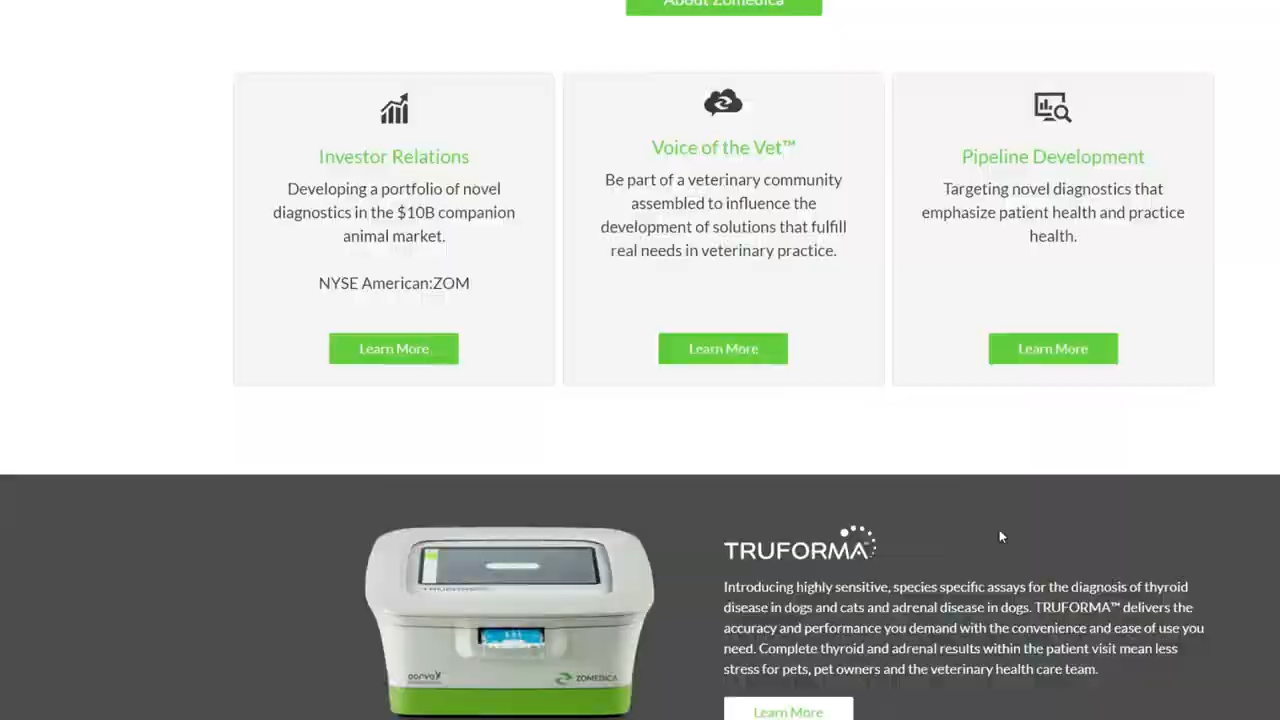 About Zomedica
Investor Relations
Developing a portfolio of novel
diagnostics in the $10B companion
animal market.
NYSE American:ZOM
Learn More
Voice of the Vet™
Be part of a veterinary community
assembled to influence the
development of solutions that fulfill
real needs in veterinary practice.
Learn More
Pipeline Development
Targeting novel diagnostics that
emphasize patient health and practice
health.
Learn More
ZOMEDICA
TRUFORMA™
Introducing highly sensitive, species specific assays for the diagnosis of thyroid
disease in dogs and cats and adrenal disease in dogs. TRUFORMA™ delivers the
accuracy and performance you demand with the convenience and ease of use you
need. Complete thyroid and adrenal results within the patient visit mean less
stress for pets, pet owners and the veterinary health care team.
Learn More